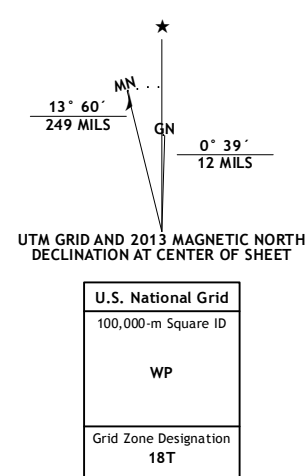 MN
13° 60´
249 MILS
GN
0° 39´
12 MILS
UTM GRID AND 2013 MAGNETIC NORTH
DECLINATION AT CENTER OF SHEET
U.S. National Grid
100,000-m Square ID
WP
Grid Zone Designation
18T